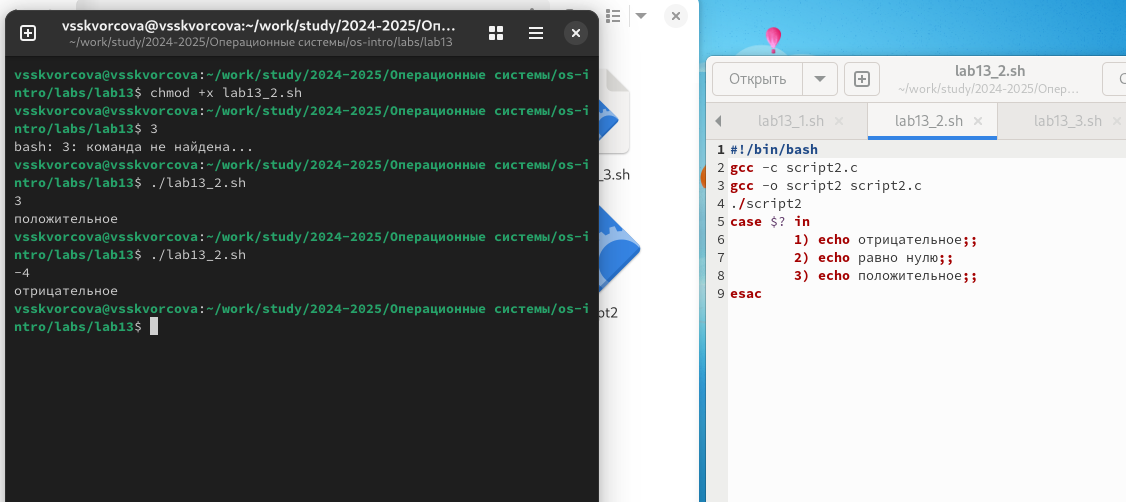 vsskvorcova@vsskvorcova:~/work/study/2024-2025/Оп...
~/work/study/2024-2025/Операционные системы/os-intro/labs/lab13
vsskvorcova@vsskvorcova:~/work/study/2024-2025/Операционные системы/os-i
ntro/labs/lab13$ chmod +x lab13_2.sh
vsskvorcova@vsskvorcova:~/work/study/2024-2025/Операционные системы/os-i
ntro/labs/lab13$ 3
bash: 3: команда не найдена...
vsskvorcova@vsskvorcova:~/work/study/2024-2025/Операционные системы/os-i
ntro/labs/lab13$ ./lab13_2.sh
3
положительное
vsskvorcova@vsskvorcova:~/work/study/2024-2025/Операционные системы/os-i
ntro/labs/lab13$ ./lab13_2.sh
-4
отрицательное
vsskvorcova@vsskvorcova:~/work/study/2024-2025/Операционные системы/os-i
ntro/labs/lab13$
_3.sh
pt2
Открыть
lab13_2.sh
~/work/study/2024-2025/Опер...
С
lab13_1.sh
lab13_2.sh
lab13_3.sh
1 #!/bin/bash
2 gcc -c script2.c
3 gcc -o script2 script2.c
4 ./script2
5 case $? in
6 1) echo отрицательное;;
7 2) echo равно нулю;;
8 3) echo положительное;;
9 esac